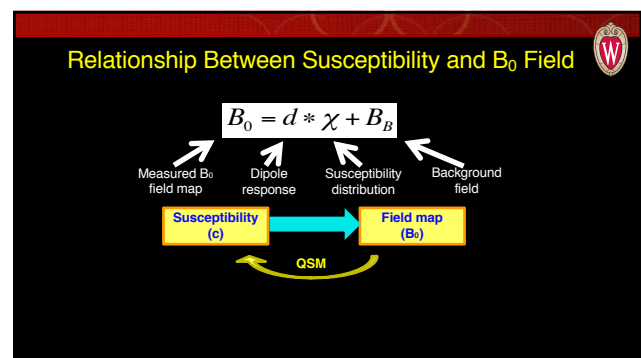 Relationship Between Susceptibility and B₀ Field
W
B₀ = d * χ + B_B
Measured B₀
field map
Dipole
response
Susceptibility
distribution
Background
field
Susceptibility
(c)
Field map
(B₀)
QSM